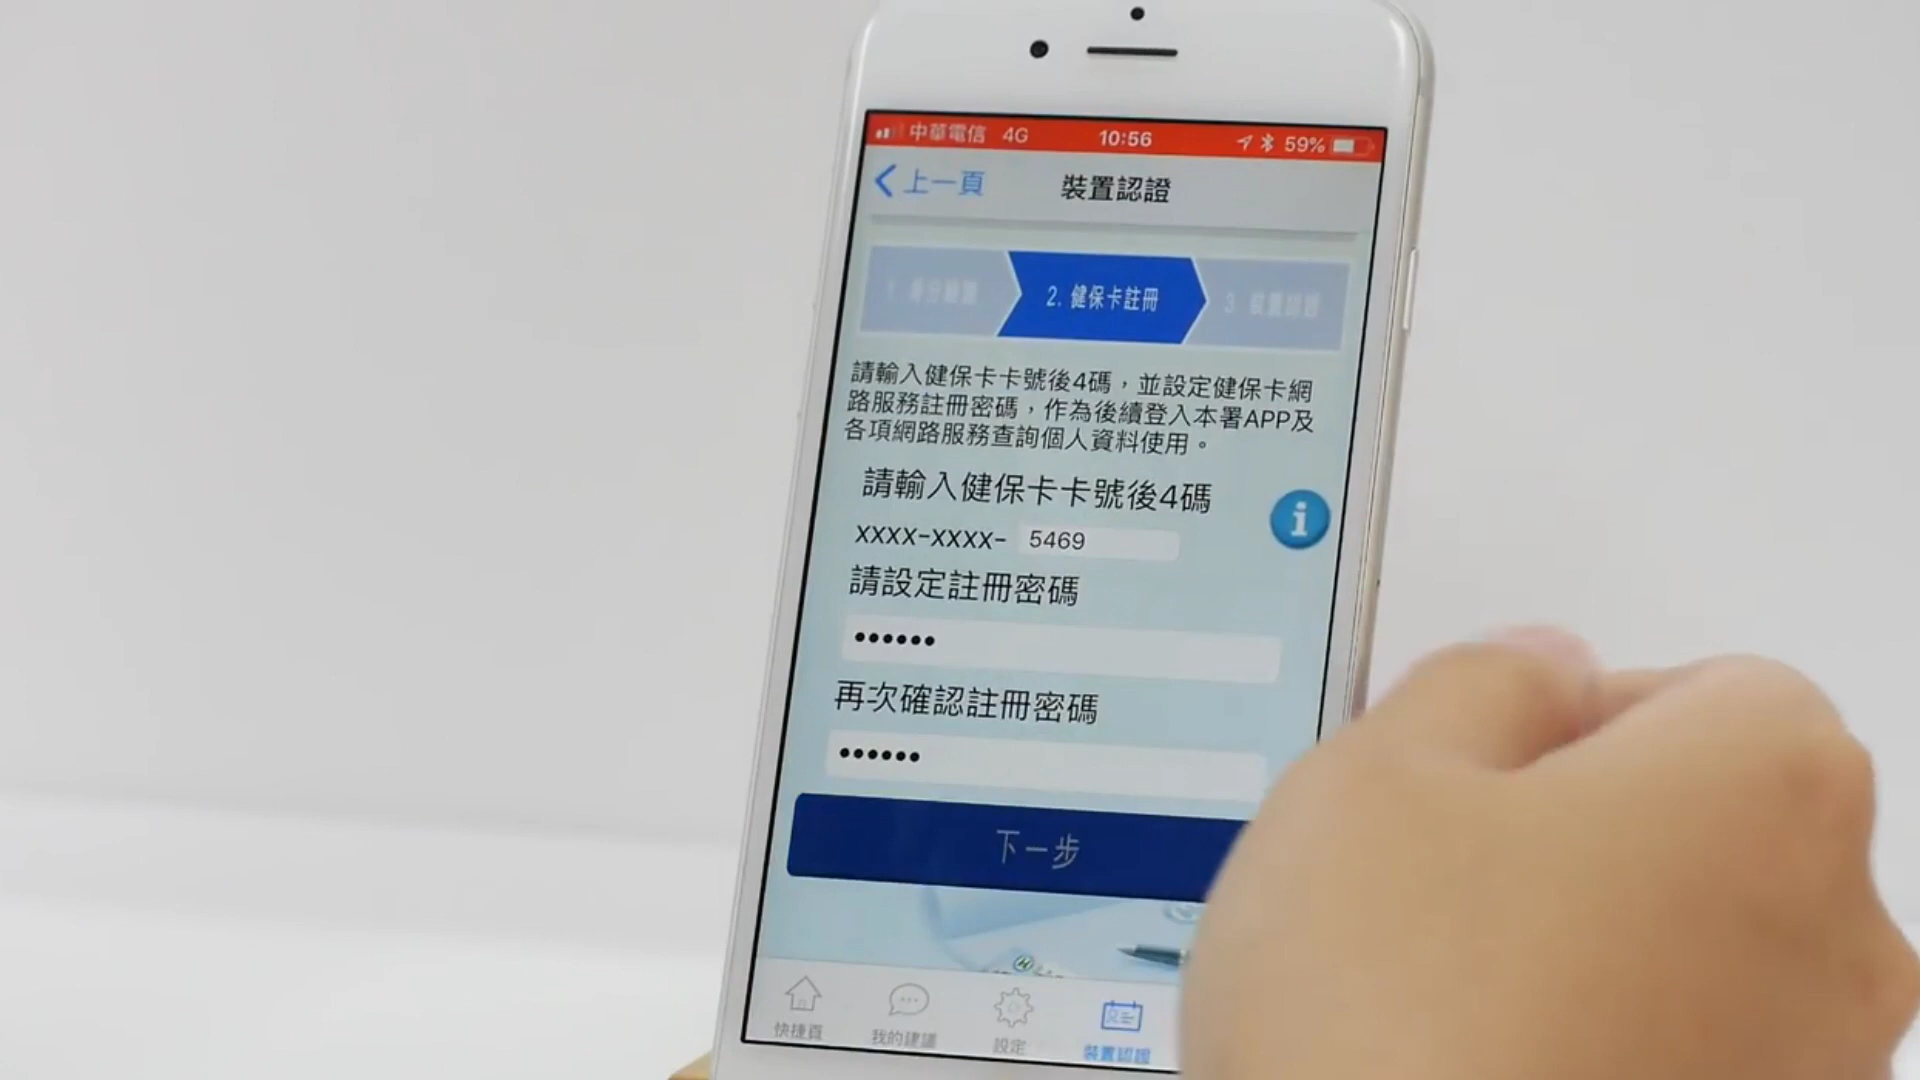 中華電信 4G 10:56 59%
上一頁 裝置認證
2. 健保卡註冊
3 裝置認證
請輸入健保卡卡號後4碼，並設定健保卡網
路服務註冊密碼，作為後續登入本署APP及
各項網路服務查詢個人資料使用。
請輸入健保卡卡號後4碼
XXXX-XXXX- 5469
請設定註冊密碼
••••••
再次確認註冊密碼
••••••
下一步
快捷頁 我的建議 設定 裝置認證